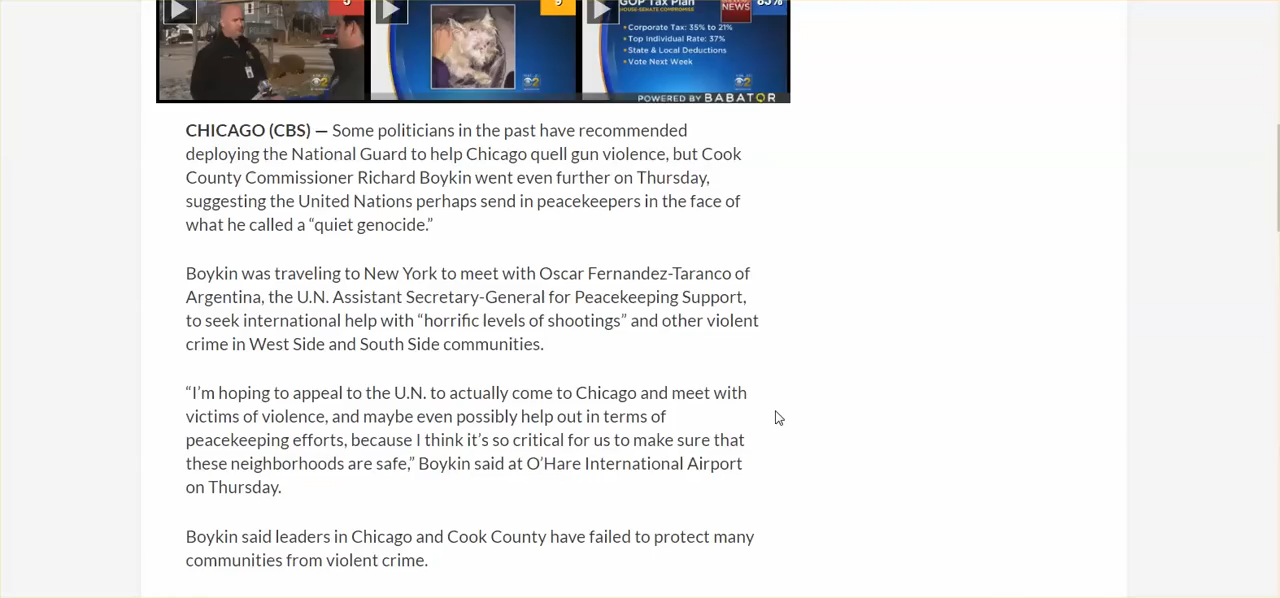 5
9
GOP Tax Plan
HOUSE-SENATE COMPROMISE
NEWS
83%
• Corporate Tax: 35% to 21%
• Top Individual Rate: 37%
• State & Local Deductions
• Vote Next Week
2
2
2
POWERED BY BABATOR
CHICAGO (CBS) — Some politicians in the past have recommended
deploying the National Guard to help Chicago quell gun violence, but Cook
County Commissioner Richard Boykin went even further on Thursday,
suggesting the United Nations perhaps send in peacekeepers in the face of
what he called a “quiet genocide.”
Boykin was traveling to New York to meet with Oscar Fernandez-Taranco of
Argentina, the U.N. Assistant Secretary-General for Peacekeeping Support,
to seek international help with “horrific levels of shootings” and other violent
crime in West Side and South Side communities.
“I’m hoping to appeal to the U.N. to actually come to Chicago and meet with
victims of violence, and maybe even possibly help out in terms of
peacekeeping efforts, because I think it’s so critical for us to make sure that
these neighborhoods are safe,” Boykin said at O’Hare International Airport
on Thursday.
Boykin said leaders in Chicago and Cook County have failed to protect many
communities from violent crime.